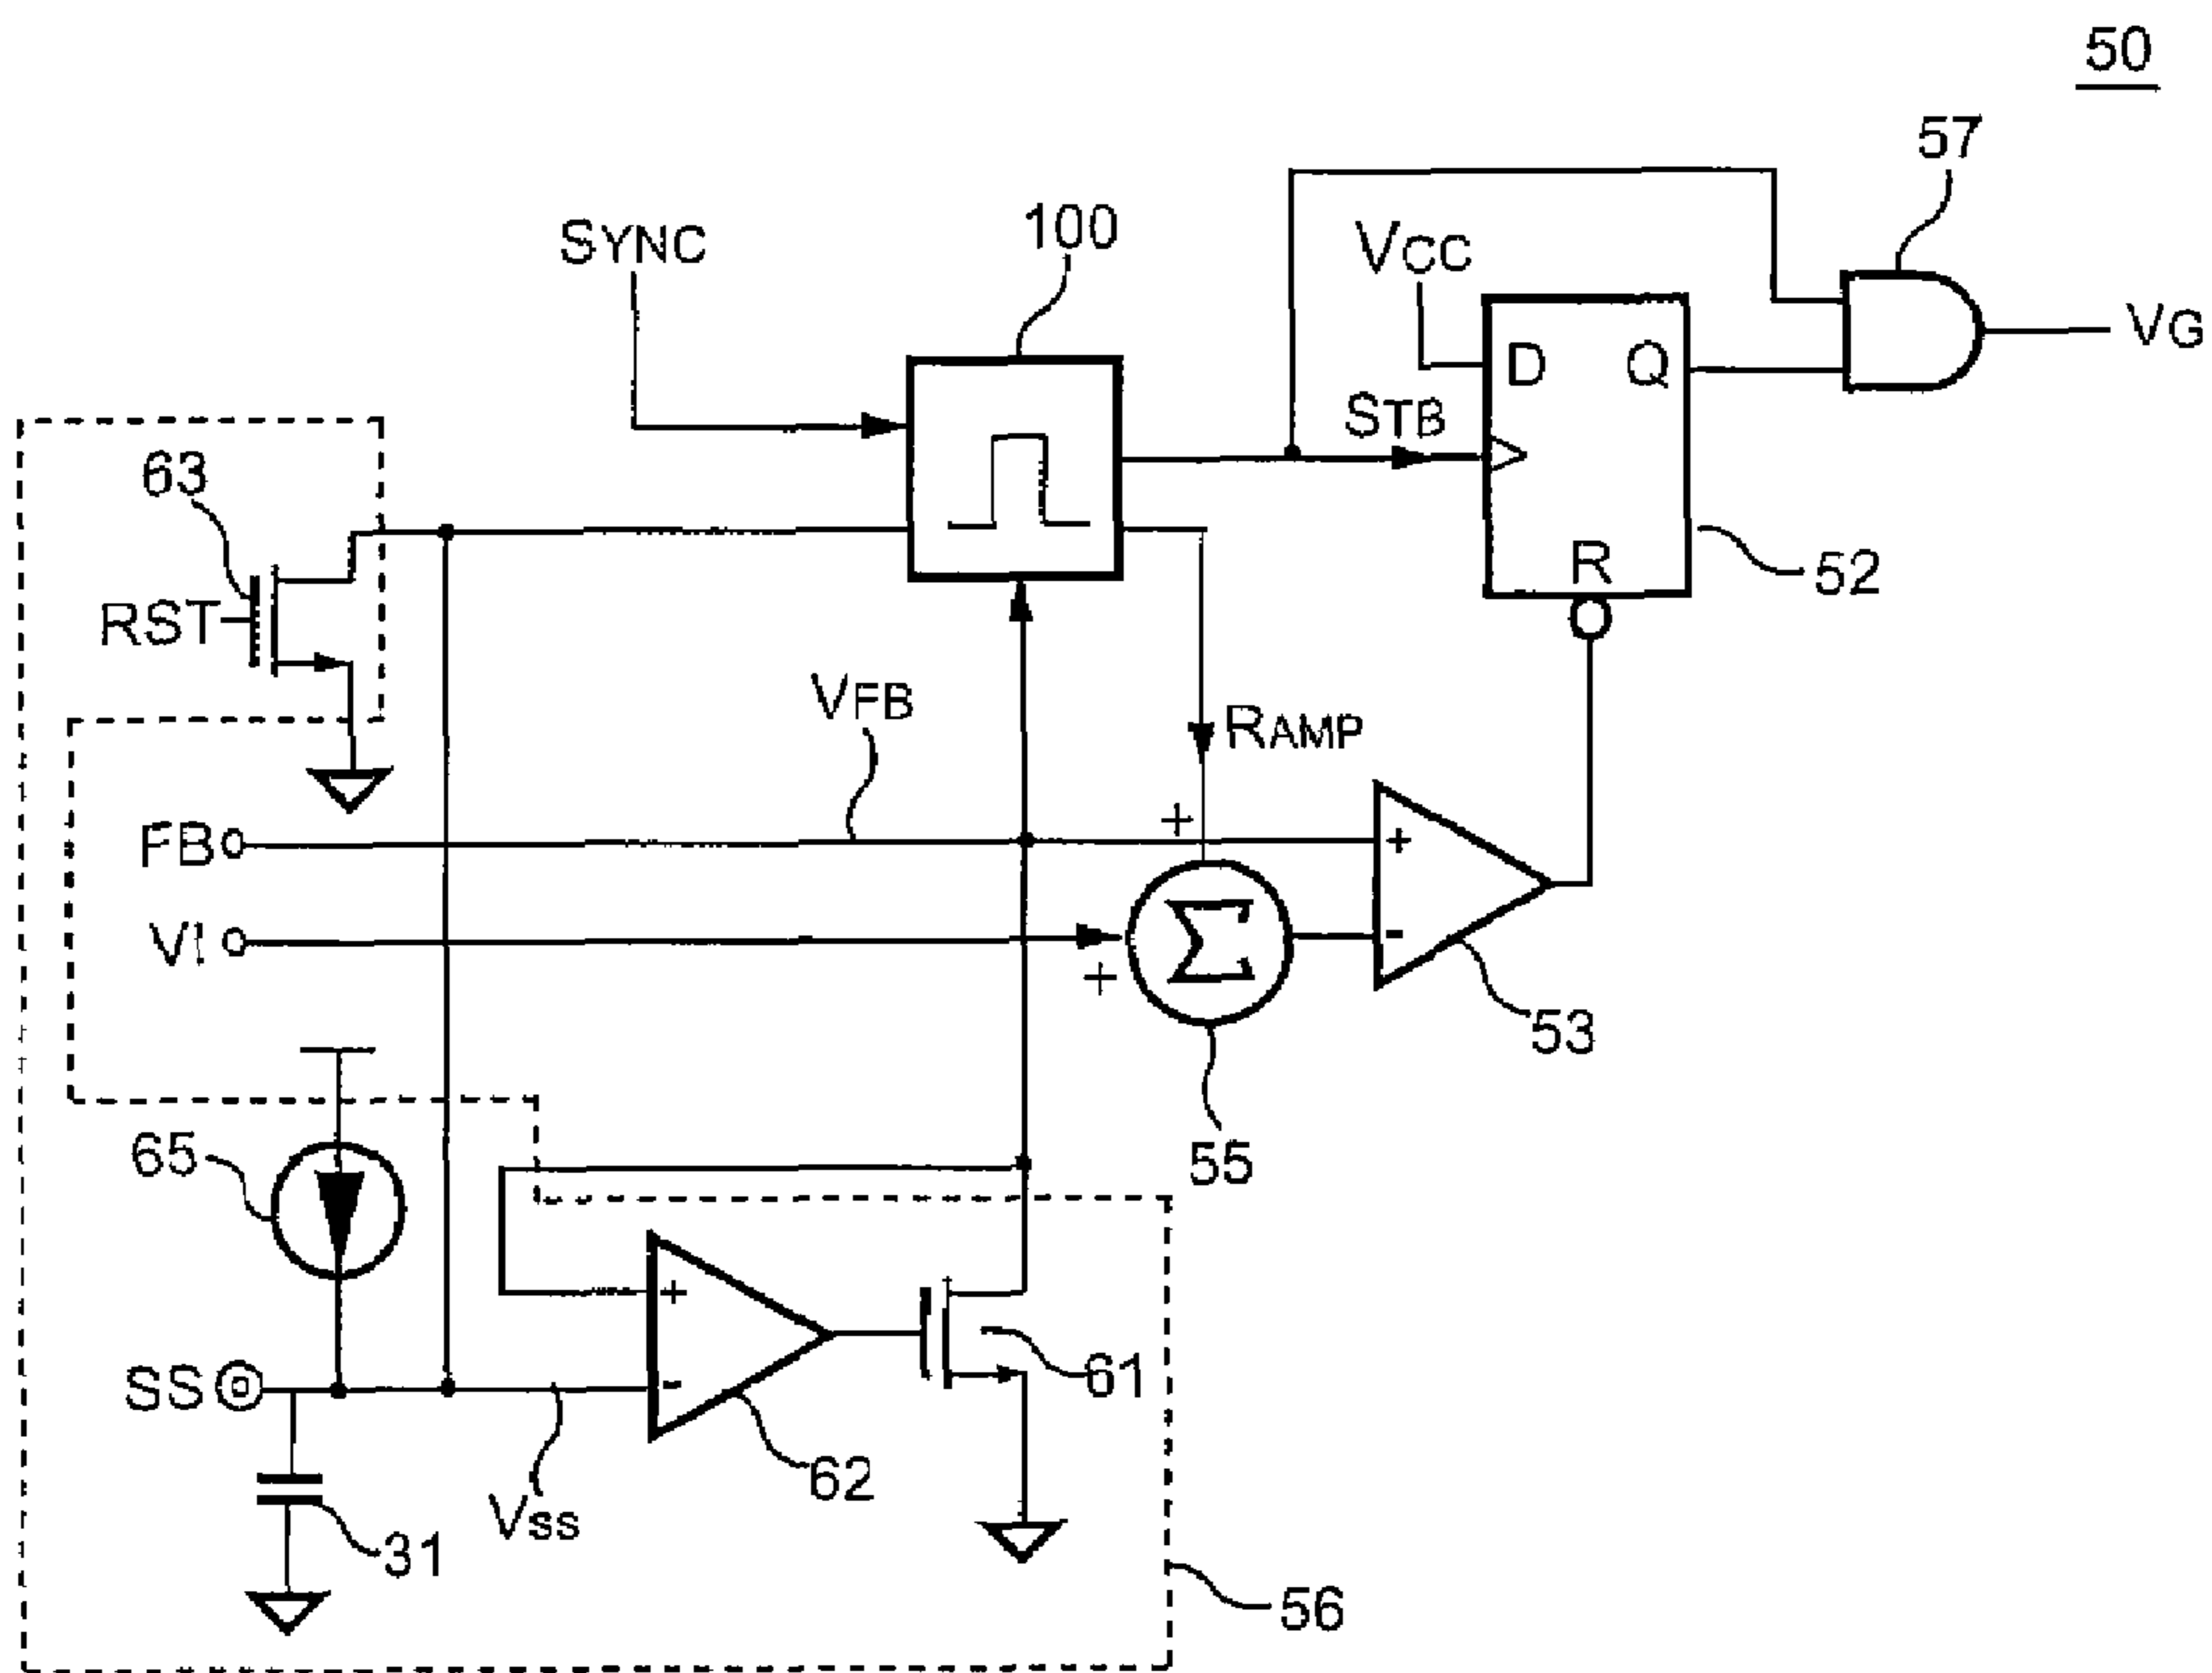 50
57
SYNC
100
VCC
D
Q
VG
STB
63
R
52
RST
VFB
RAMP
+
FB
+
VI
Σ
-
+
53
65
55
+
SS
-
61
62
VSS
31
56